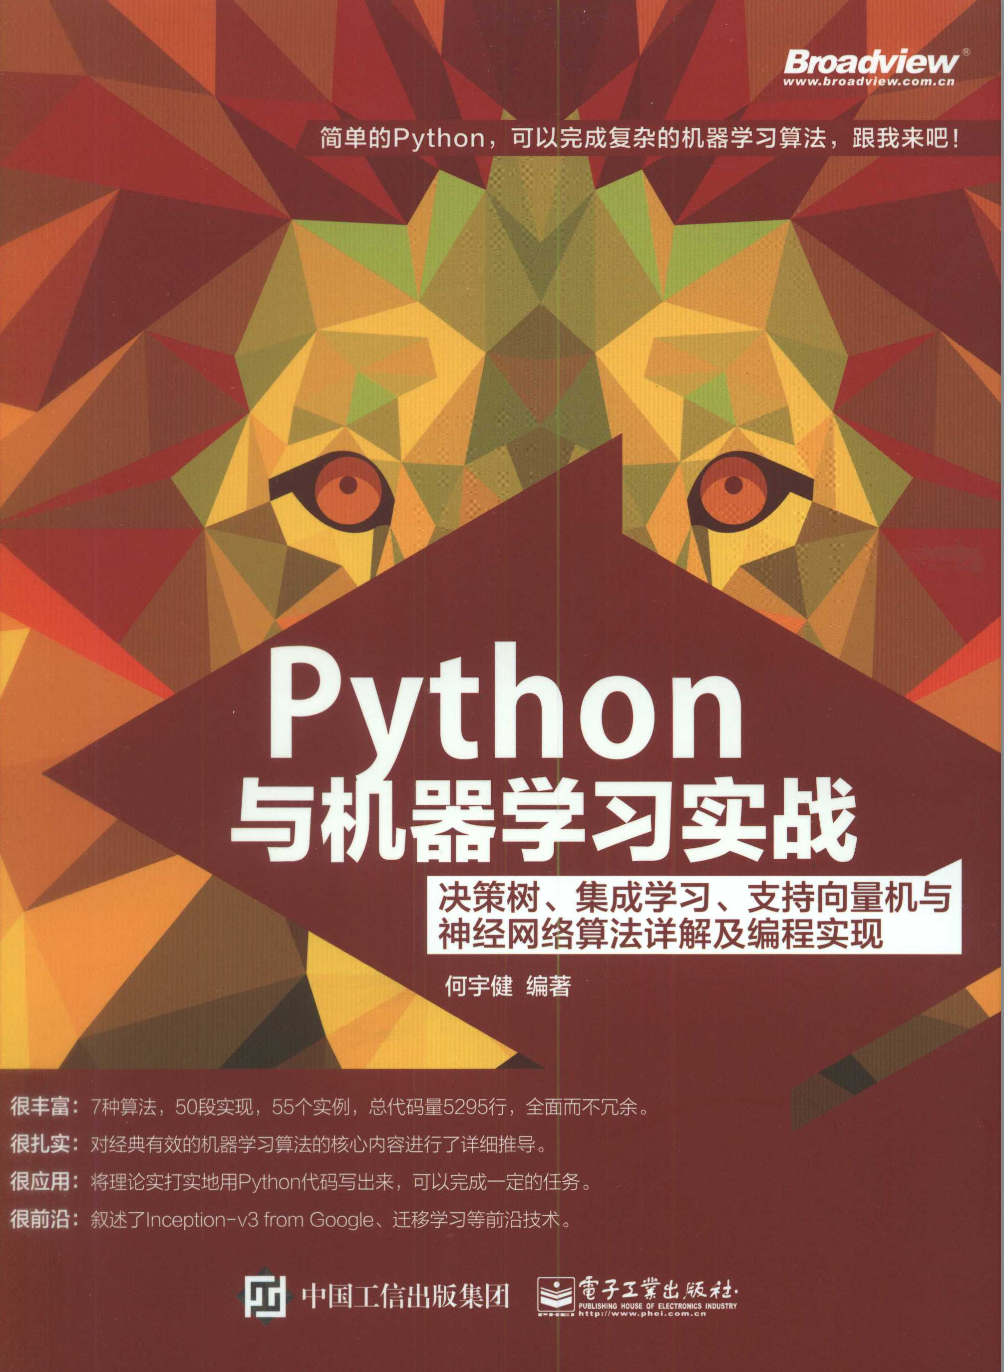 Broadview®
www.broadview.com.cn
简单的Python，可以完成复杂的机器学习算法，跟我来吧！
Python
与机器学习实战
决策树、集成学习、支持向量机与
神经网络算法详解及编程实现
何宇健 编著
很丰富：7种算法，50段实现，55个实例，总代码量5295行，全面而不冗余。
很扎实：对经典有效的机器学习算法的核心内容进行了详细推导。
很应用：将理论实打实地用Python代码写出来，可以完成一定的任务。
很前沿：叙述了Inception-v3 from Google、迁移学习等前沿技术。
中国工信出版集团
電子工業出版社·
PUBLISHING HOUSE OF ELECTRONICS INDUSTRY
PHEI
http://www.phei.com.cn